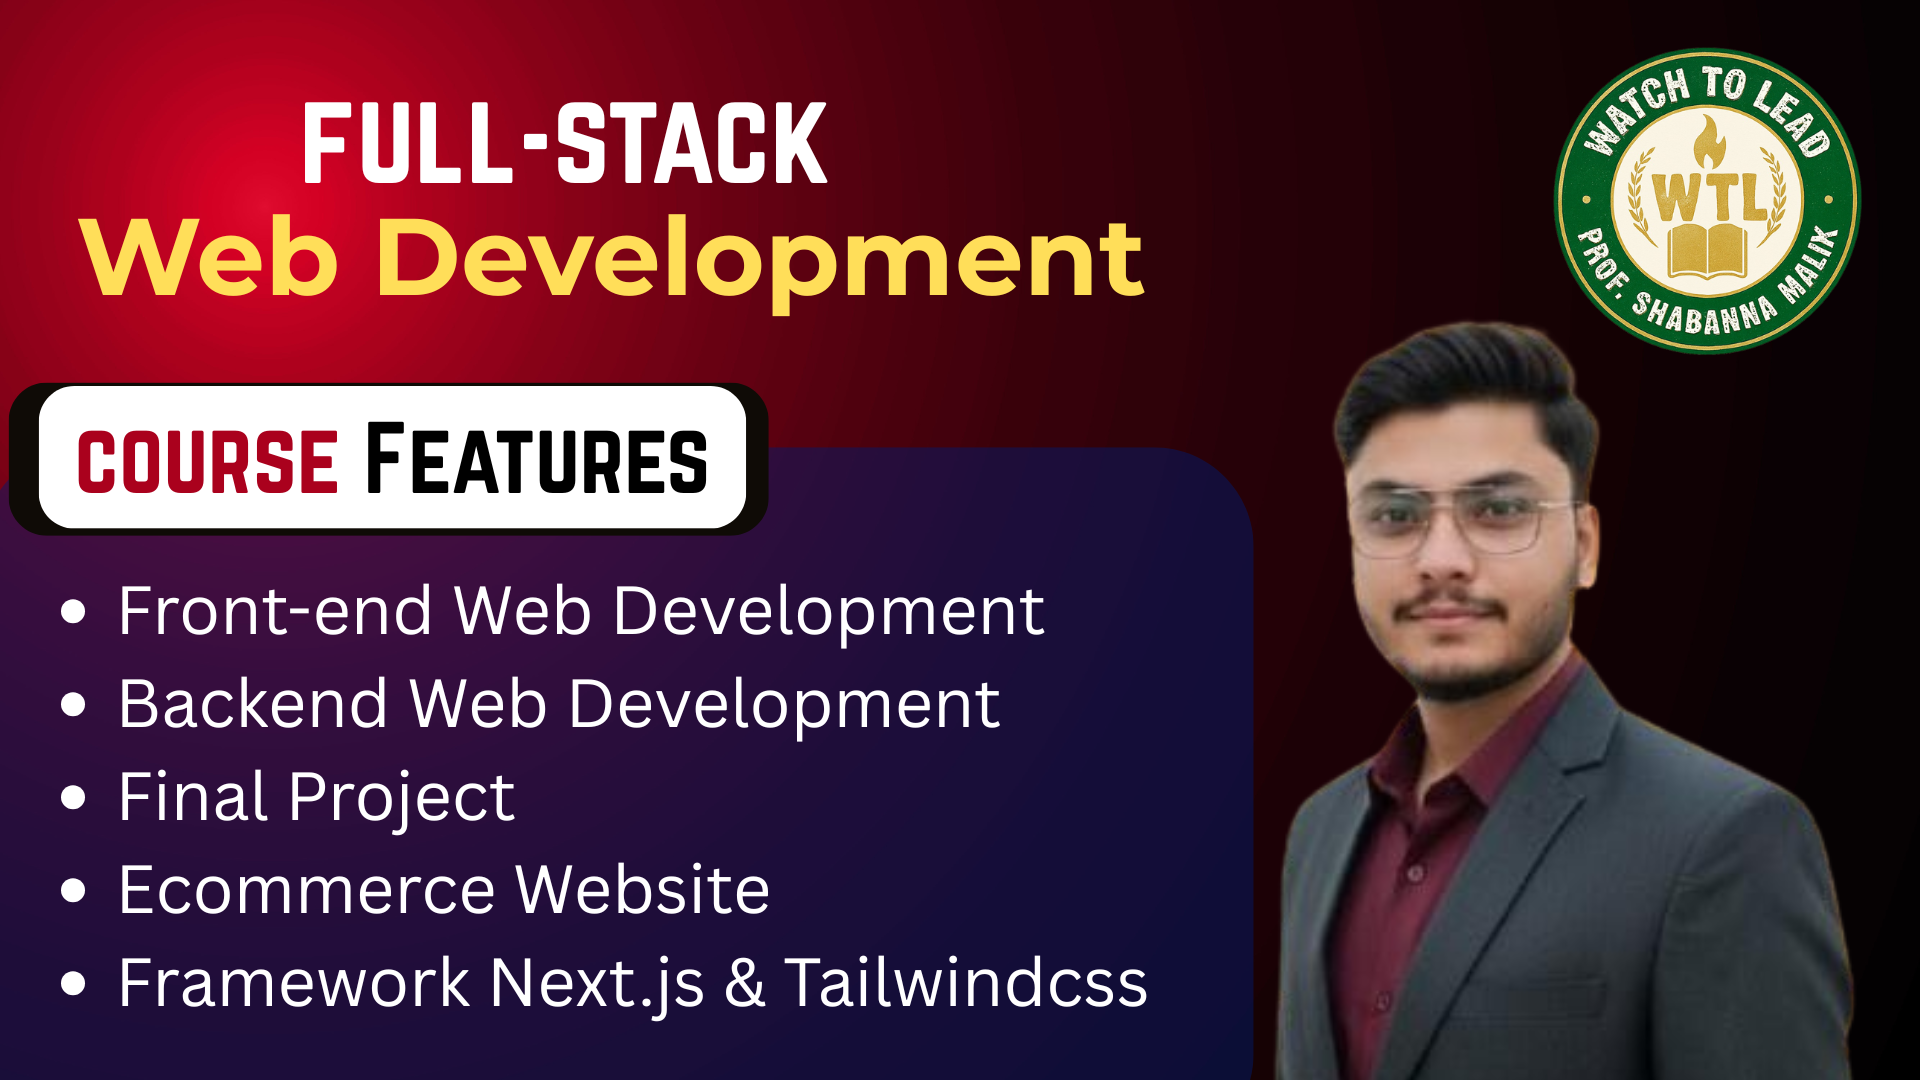 FULL-STACK
Web Development
WATCH TO LEAD
WTL
PROF. SHABANNA MALIK
COURSE FEATURES
• Front-end Web Development
• Backend Web Development
• Final Project
• Ecommerce Website
• Framework Next.js & Tailwindcss